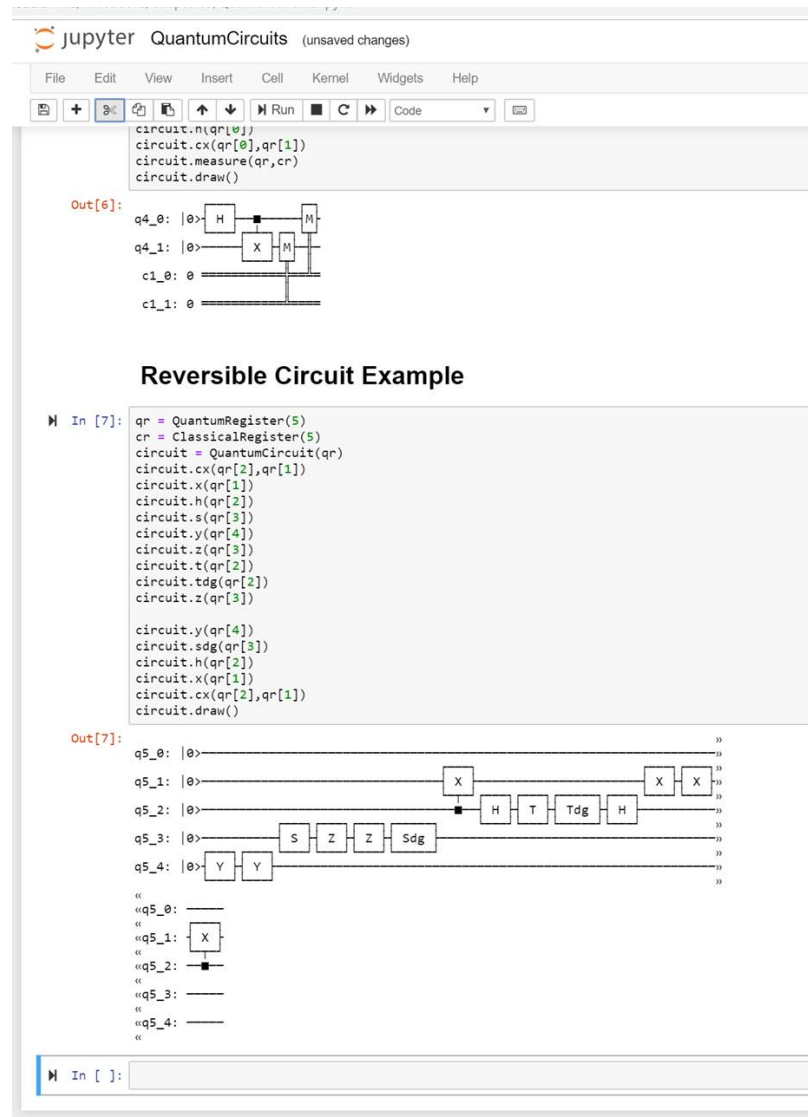 jupyter QuantumCircuits (unsaved changes)
File Edit View Insert Cell Kernel Widgets Help
Run Code
circuit.h(qr[0])
circuit.cx(qr[0],qr[1])
circuit.measure(qr,cr)
circuit.draw()
Out[6]:
q4_0: |0> H M
q4_1: |0> X M
c1_0: 0
c1_1: 0
Reversible Circuit Example
In [7]: qr = QuantumRegister(5)
cr = ClassicalRegister(5)
circuit = QuantumCircuit(qr)
circuit.cx(qr[2],qr[1])
circuit.x(qr[1])
circuit.h(qr[2])
circuit.s(qr[3])
circuit.y(qr[4])
circuit.z(qr[3])
circuit.t(qr[2])
circuit.tdg(qr[2])
circuit.z(qr[3])
circuit.y(qr[4])
circuit.sdg(qr[3])
circuit.h(qr[2])
circuit.x(qr[1])
circuit.cx(qr[2],qr[1])
circuit.draw()
Out[7]: »
q5_0: |0> »
»
q5_1: |0> X X X »
»
q5_2: |0> H T Tdg H »
»
q5_3: |0> S Z Z Sdg »
»
q5_4: |0> Y Y »
»
«
«q5_0:
«
«q5_1: X
«
«q5_2:
«
«q5_3:
«
«q5_4:
«
In [ ]: